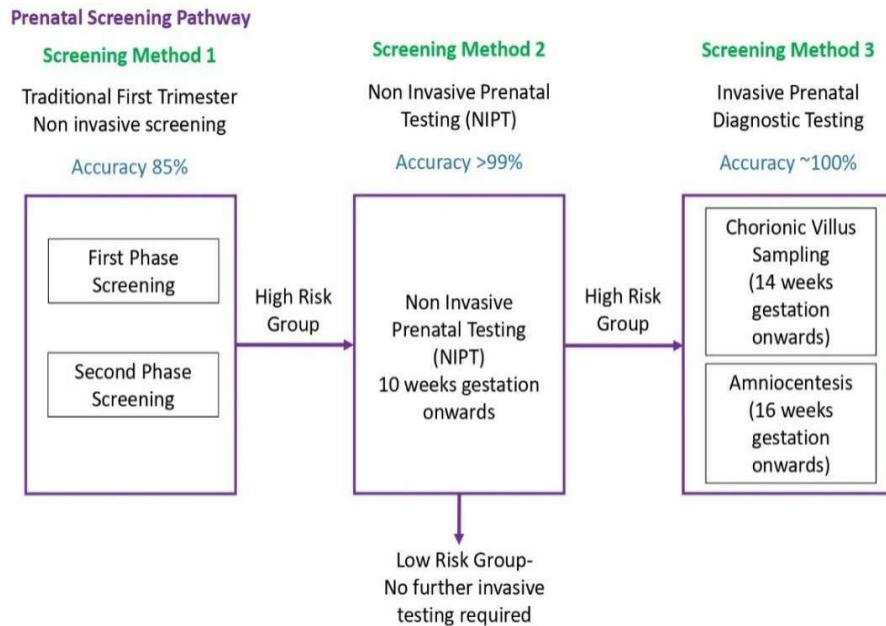 Prenatal Screening Pathway
Screening Method 1
Traditional First Trimester
Non invasive screening
Accuracy 85%
First Phase
Screening
Second Phase
Screening
High Risk
Group
Screening Method 2
Non Invasive Prenatal
Testing (NIPT)
Accuracy >99%
Non Invasive
Prenatal Testing
(NIPT)
10 weeks gestation
onwards
Low Risk Group-
No further invasive
testing required
High Risk
Group
Screening Method 3
Invasive Prenatal
Diagnostic Testing
Accuracy ~100%
Chorionic Villus
Sampling
(14 weeks
gestation
onwards)
Amniocentesis
(16 weeks
gestation
onwards)